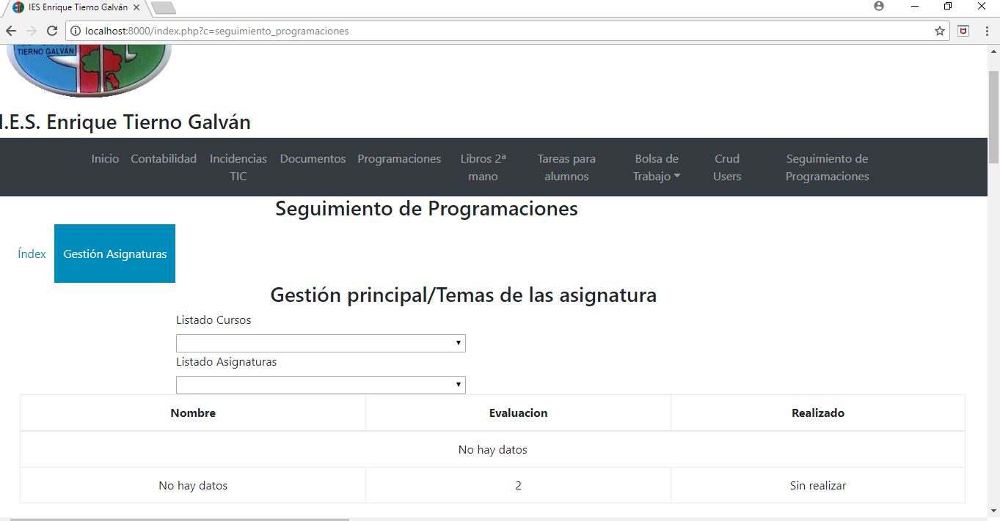 IES Enrique Tierno Galván
localhost:8000/index.php?c=seguimiento_programaciones
TIERNO GALVÁN
I.E.S. Enrique Tierno Galván
Inicio Contabilidad Incidencias TIC Documentos Programaciones Libros 2ª mano Tareas para alumnos Bolsa de Trabajo Crud Users Seguimiento de Programaciones
Seguimiento de Programaciones
Índex Gestión Asignaturas
Gestión principal/Temas de las asignatura
Listado Cursos
Listado Asignaturas
Nombre Evaluacion Realizado
No hay datos
No hay datos 2 Sin realizar